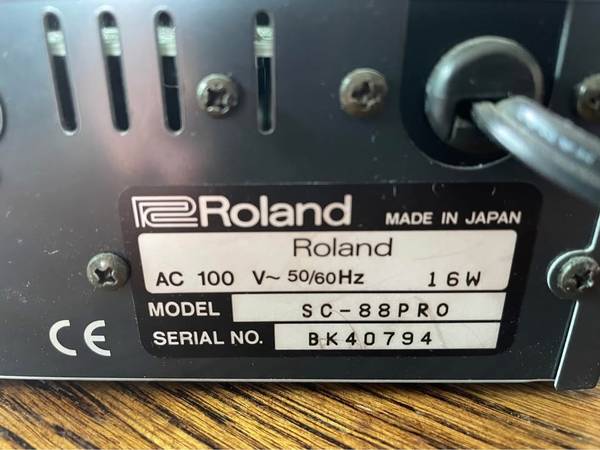 Roland MADE IN JAPAN
Roland
AC 100 V~ 50/60Hz 16W
MODEL SC-88PRO
SERIAL NO. BK40794
CE